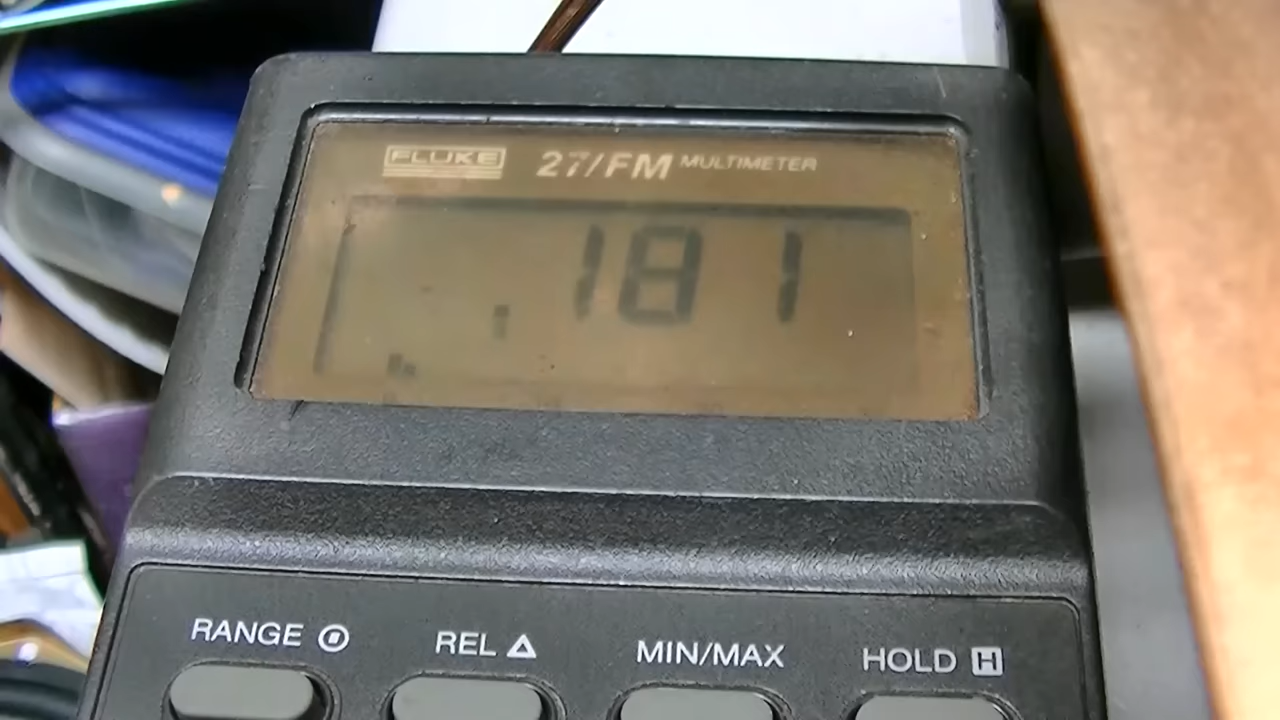 FLUKE 27/FM MULTIMETER
.181
RANGE REL △ MIN/MAX HOLD H